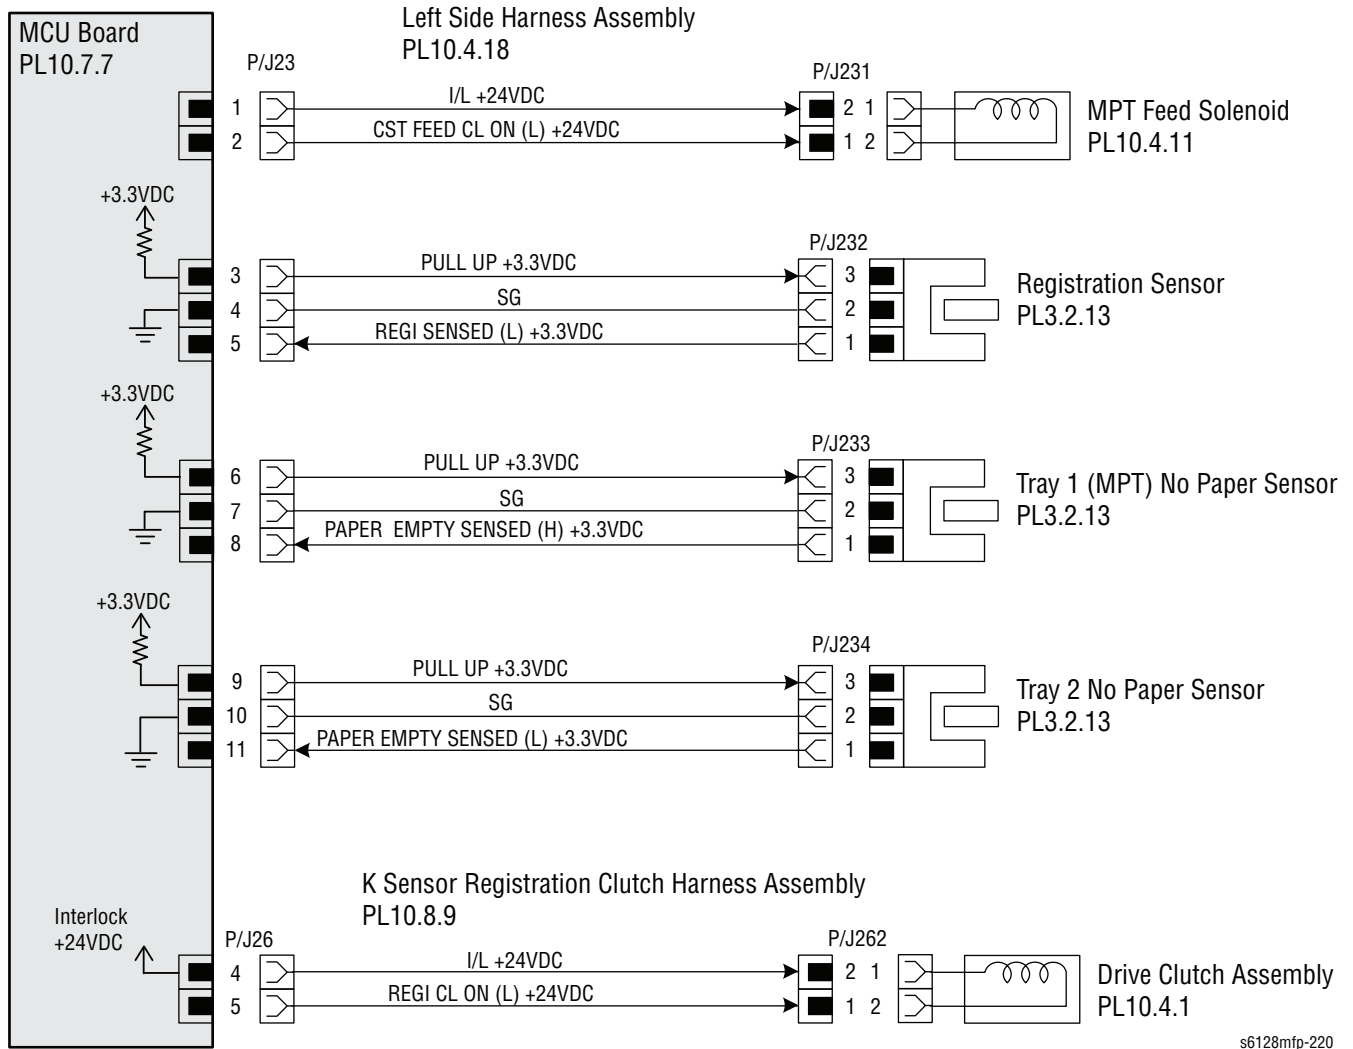 MCU Board
PL10.7.7
Left Side Harness Assembly
PL10.4.18
P/J23
P/J231
1
I/L +24VDC
2 1
2
CST FEED CL ON (L) +24VDC
1 2
MPT Feed Solenoid
PL10.4.11
+3.3VDC
P/J232
3
PULL UP +3.3VDC
3
4
SG
2
5
REGI SENSED (L) +3.3VDC
1
Registration Sensor
PL3.2.13
+3.3VDC
P/J233
6
PULL UP +3.3VDC
3
7
SG
2
8
PAPER EMPTY SENSED (H) +3.3VDC
1
Tray 1 (MPT) No Paper Sensor
PL3.2.13
+3.3VDC
P/J234
9
PULL UP +3.3VDC
3
10
SG
2
11
PAPER EMPTY SENSED (L) +3.3VDC
1
Tray 2 No Paper Sensor
PL3.2.13
K Sensor Registration Clutch Harness Assembly
PL10.8.9
Interlock
+24VDC
P/J26
P/J262
4
I/L +24VDC
2 1
5
REGI CL ON (L) +24VDC
1 2
Drive Clutch Assembly
PL10.4.1
s6128mfp-220